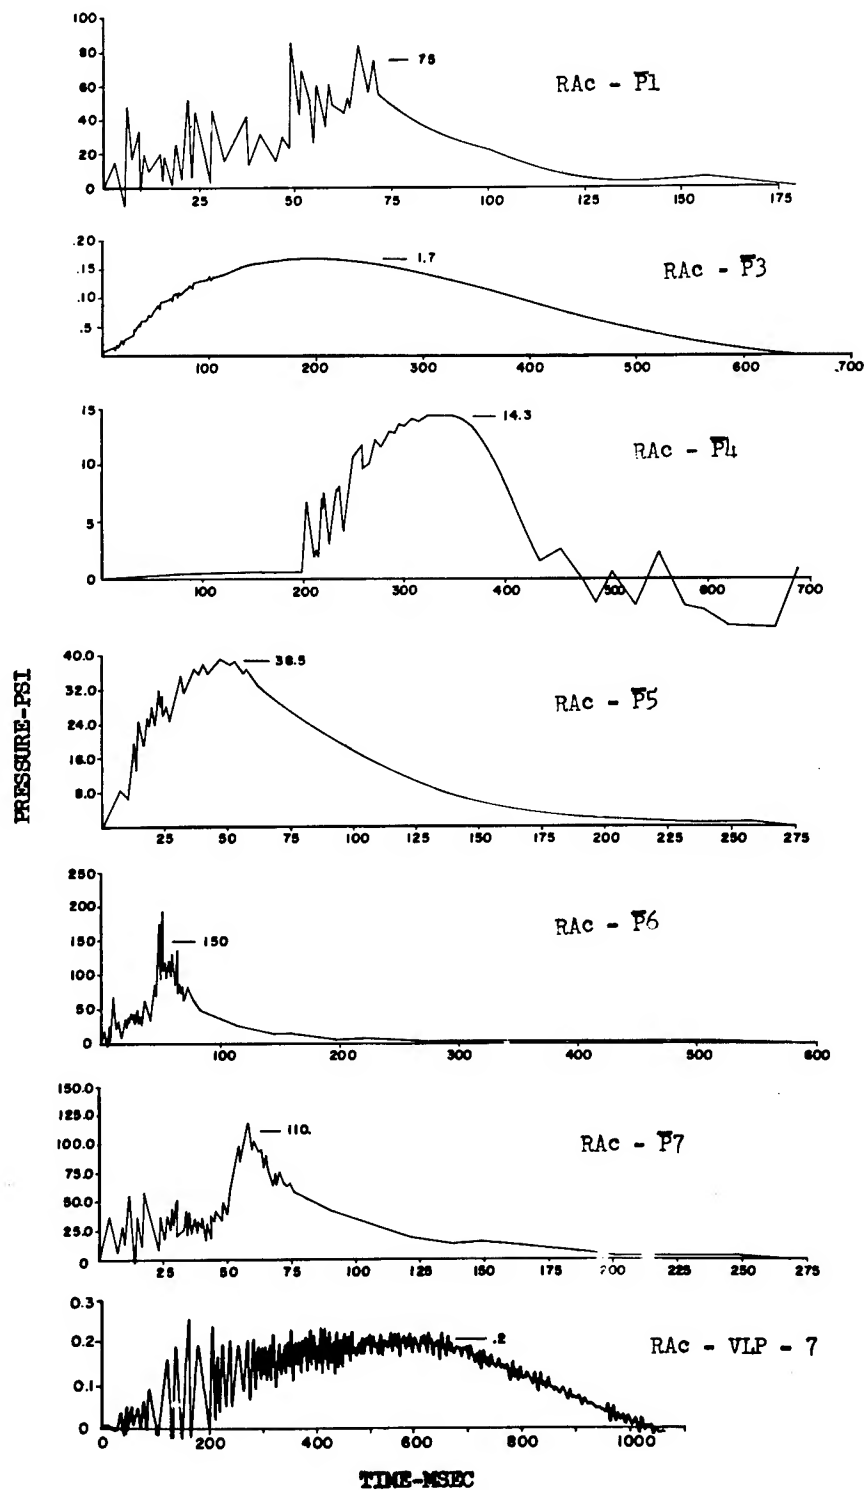 100
80
60
40
20
0
75
RAc - P̅1
25 50 75 100 125 150 175
.20
.15
.10
.5
1.7
RAc - P̅3
100 200 300 400 500 600 .700
15
10
5
0
14.3
RAc - P̅4
100 200 300 400 500 600 700
PRESSURE-PSI
40.0
32.0
24.0
16.0
8.0
38.5
RAc - P̅5
25 50 75 100 125 150 175 200 225 250 275
250
200
150
100
50
0
150
RAc - P̅6
100 200 300 400 500 600
150.0
125.0
100.0
75.0
50.0
25.0
0
110.
RAc - P̅7
25 50 75 100 125 150 175 200 225 250 275
0.3
0.2
0.1
0
.2
RAc - VLP - 7
0 200 400 600 800 1000
TIME-MSEC